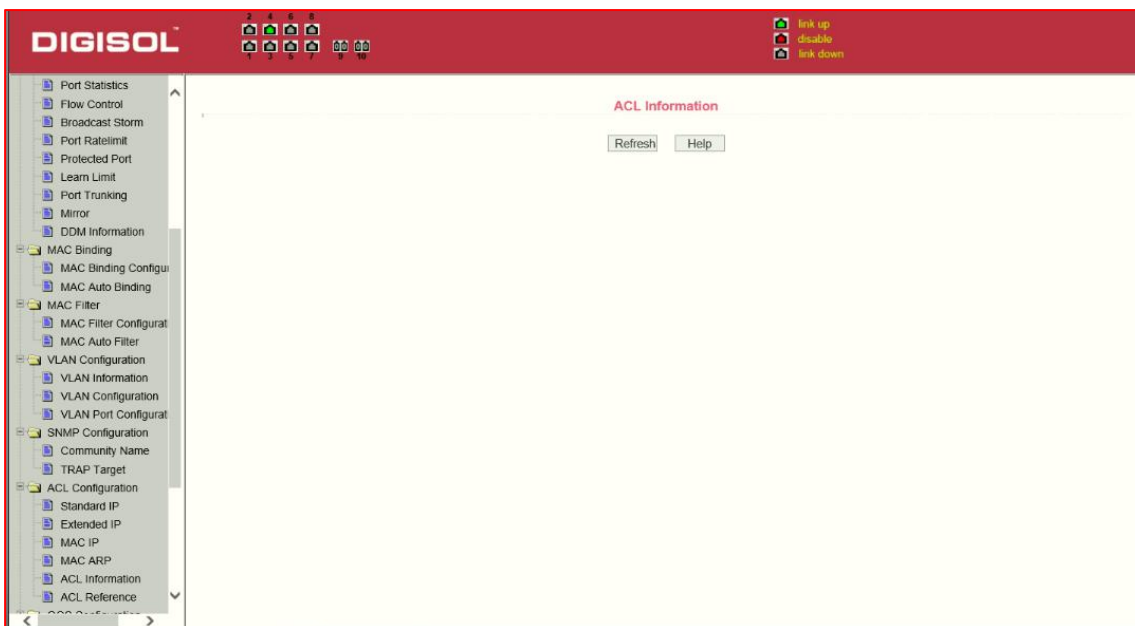 DIGISOL™
2 4 6 8
1 3 5 7 9 10
link up
disable
link down
Port Statistics
Flow Control
Broadcast Storm
Port Ratelimit
Protected Port
Learn Limit
Port Trunking
Mirror
DDM Information
MAC Binding
MAC Binding Configu
MAC Auto Binding
MAC Filter
MAC Filter Configurat
MAC Auto Filter
VLAN Configuration
VLAN Information
VLAN Configuration
VLAN Port Configurat
SNMP Configuration
Community Name
TRAP Target
ACL Configuration
Standard IP
Extended IP
MAC IP
MAC ARP
ACL Information
ACL Reference
ACL Information
Refresh Help